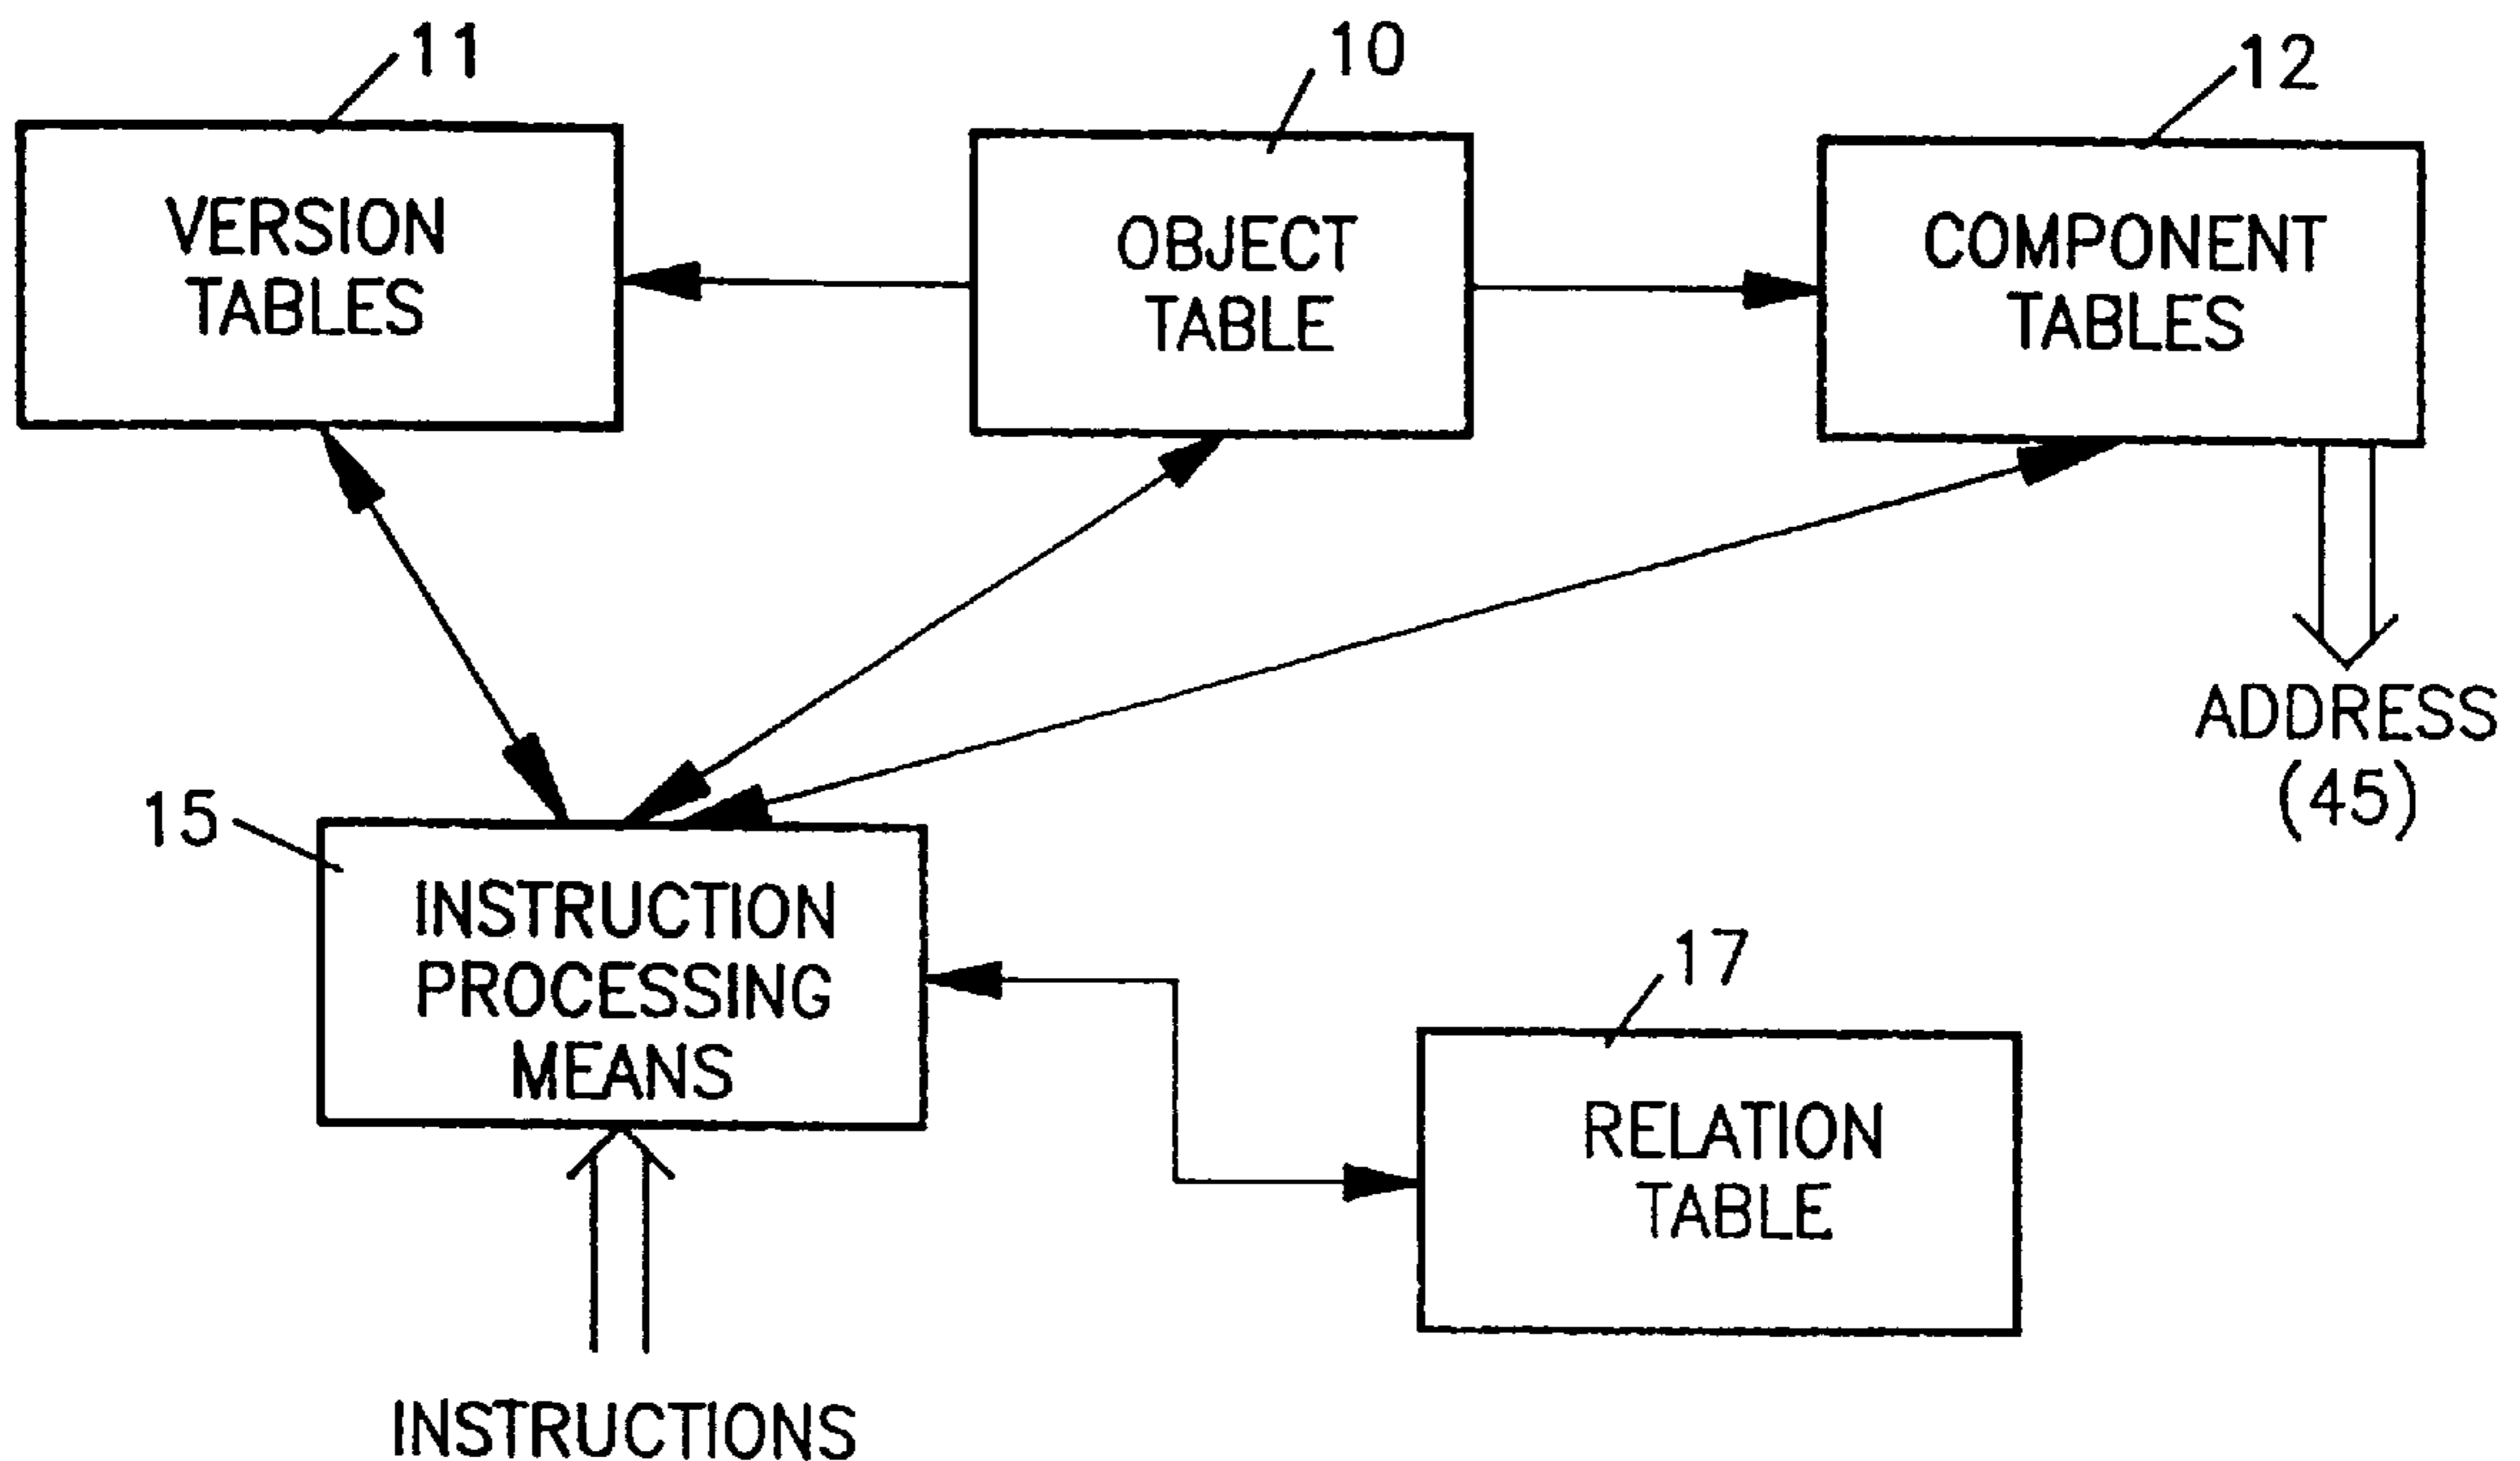 11
10
12
VERSION
TABLES
OBJECT
TABLE
COMPONENT
TABLES
ADDRESS
(45)
15
INSTRUCTION
PROCESSING
MEANS
17
RELATION
TABLE
INSTRUCTIONS